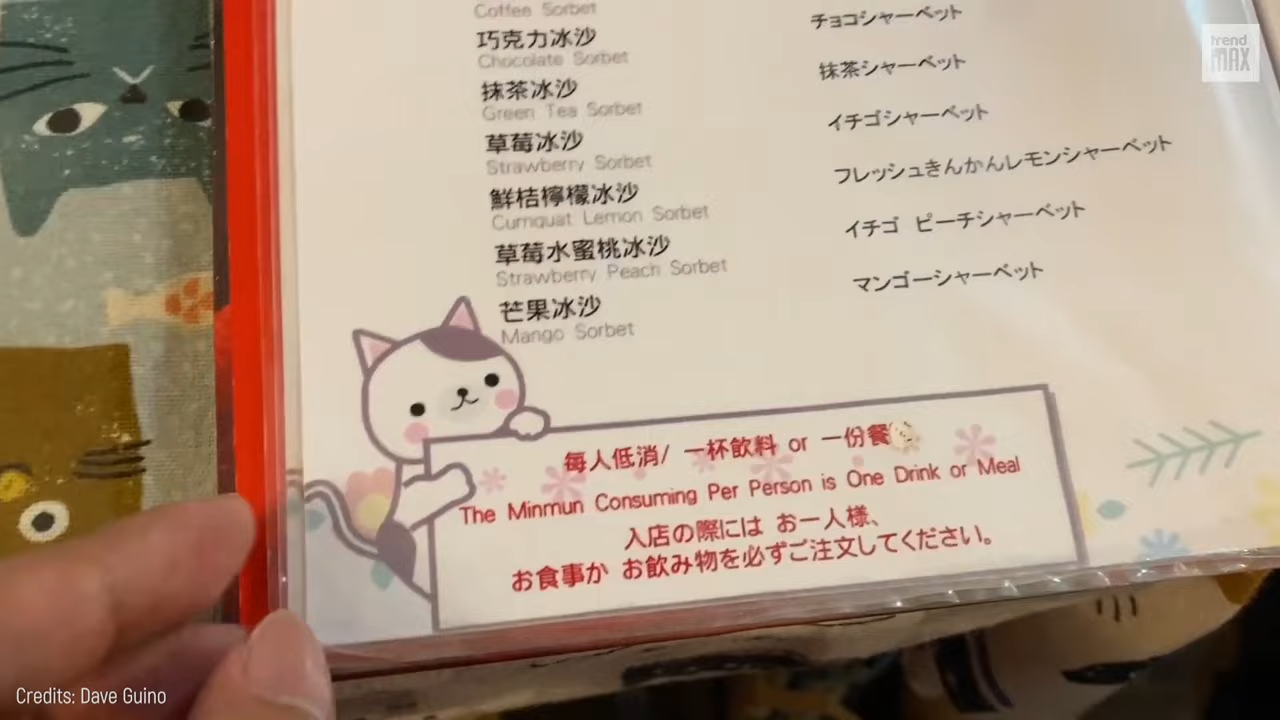 Coffee Sorbet
巧克力冰沙
Chocolate Sorbet
チョコシャーベット
抹茶冰沙
Green Tea Sorbet
抹茶シャーベット
草莓冰沙
Strawberry Sorbet
イチゴシャーベット
鮮桔檸檬冰沙
Cumquat Lemon Sorbet
フレッシュきんかんレモンシャーベット
草莓水蜜桃冰沙
Strawberry Peach Sorbet
イチゴ ピーチシャーベット
芒果冰沙
Mango Sorbet
マンゴーシャーベット
每人低消/ 一杯飲料 or 一份餐
The Minmun Consuming Per Person is One Drink or Meal
入店の際には お一人様、
お食事か お飲み物を必ずご注文してください。
trend
MAX
Credits: Dave Guino